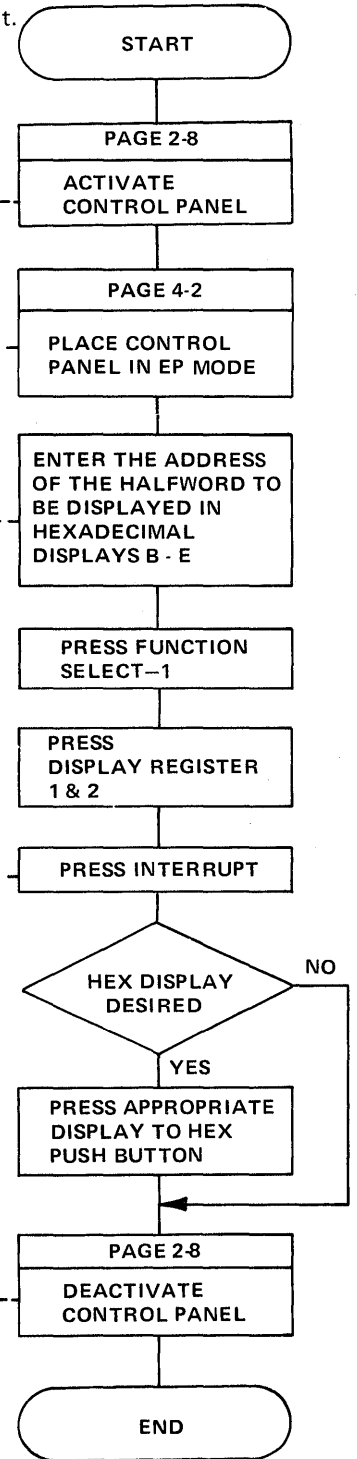 t.
START
PAGE 2-8
ACTIVATE
CONTROL PANEL
PAGE 4-2
PLACE CONTROL
PANEL IN EP MODE
ENTER THE ADDRESS
OF THE HALFWORD TO
BE DISPLAYED IN
HEXADECIMAL
DISPLAYS B - E
PRESS FUNCTION
SELECT—1
PRESS
DISPLAY REGISTER
1 & 2
PRESS INTERRUPT
HEX DISPLAY
DESIRED
NO
YES
PRESS APPROPRIATE
DISPLAY TO HEX
PUSH BUTTON
PAGE 2-8
DEACTIVATE
CONTROL PANEL
END